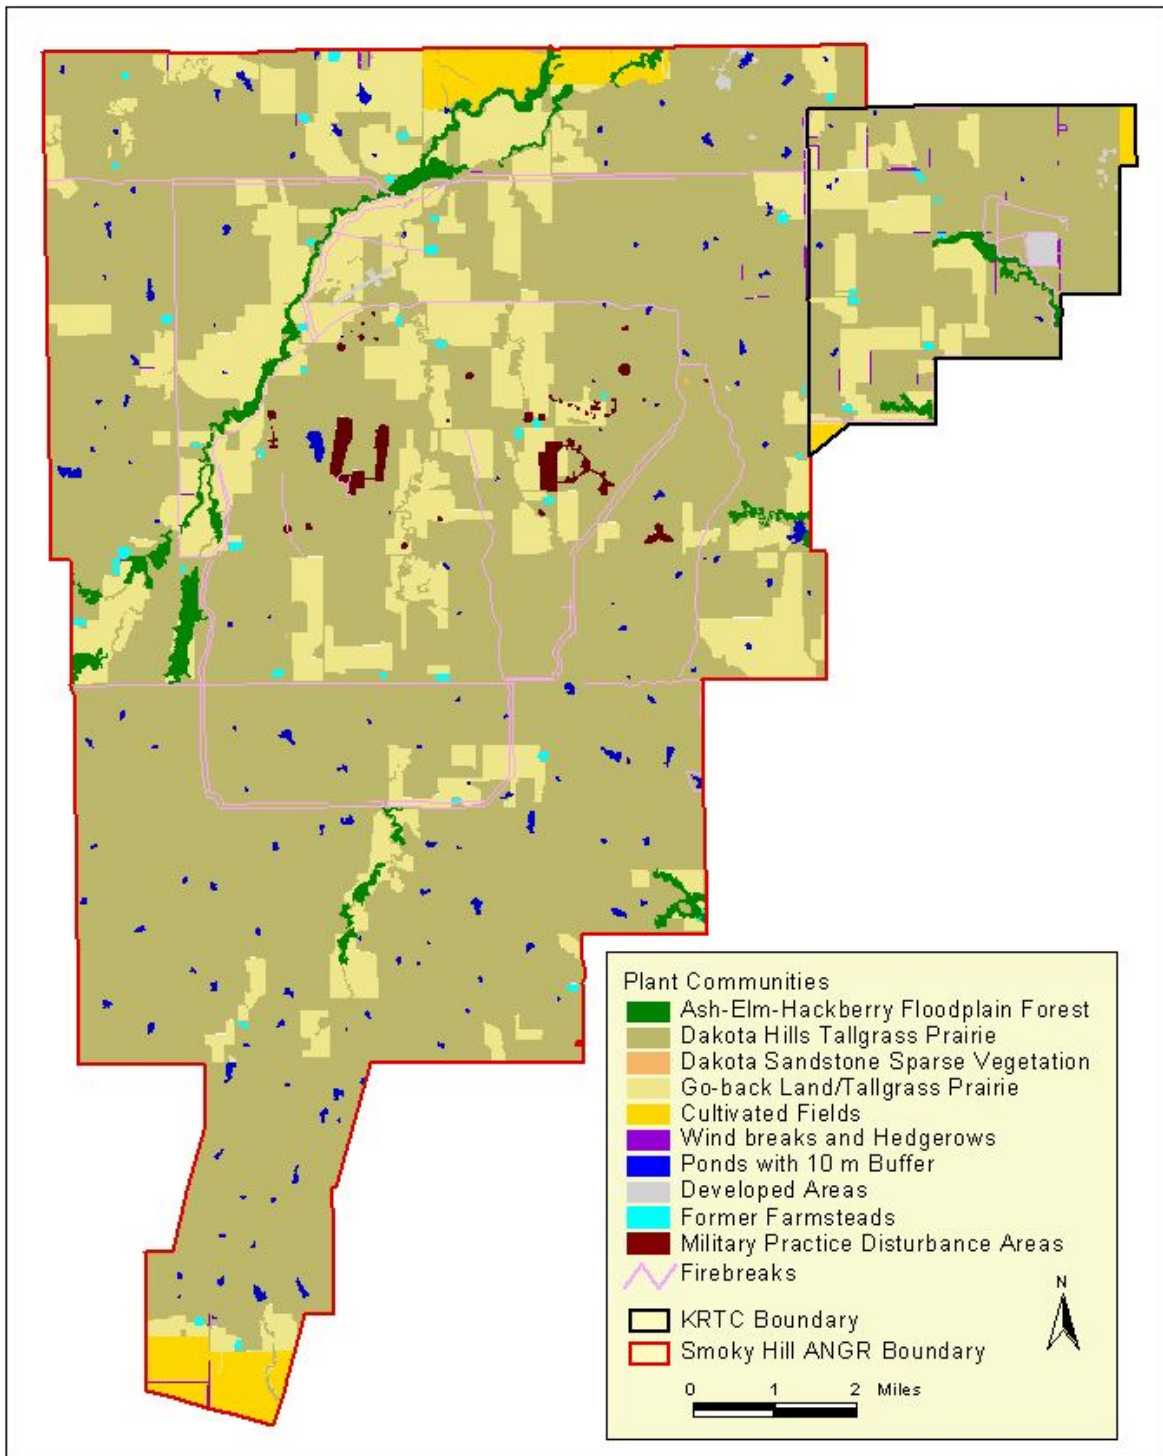 Plant Communities
Ash-Elm-Hackberry Floodplain Forest
Dakota Hills Tallgrass Prairie
Dakota Sandstone Sparse Vegetation
Go-back Land/Tallgrass Prairie
Cultivated Fields
Wind breaks and Hedgerows
Ponds with 10 m Buffer
Developed Areas
Former Farmsteads
Military Practice Disturbance Areas
Firebreaks
N
KRTC Boundary
Smoky Hill ANGR Boundary
0 1 2 Miles